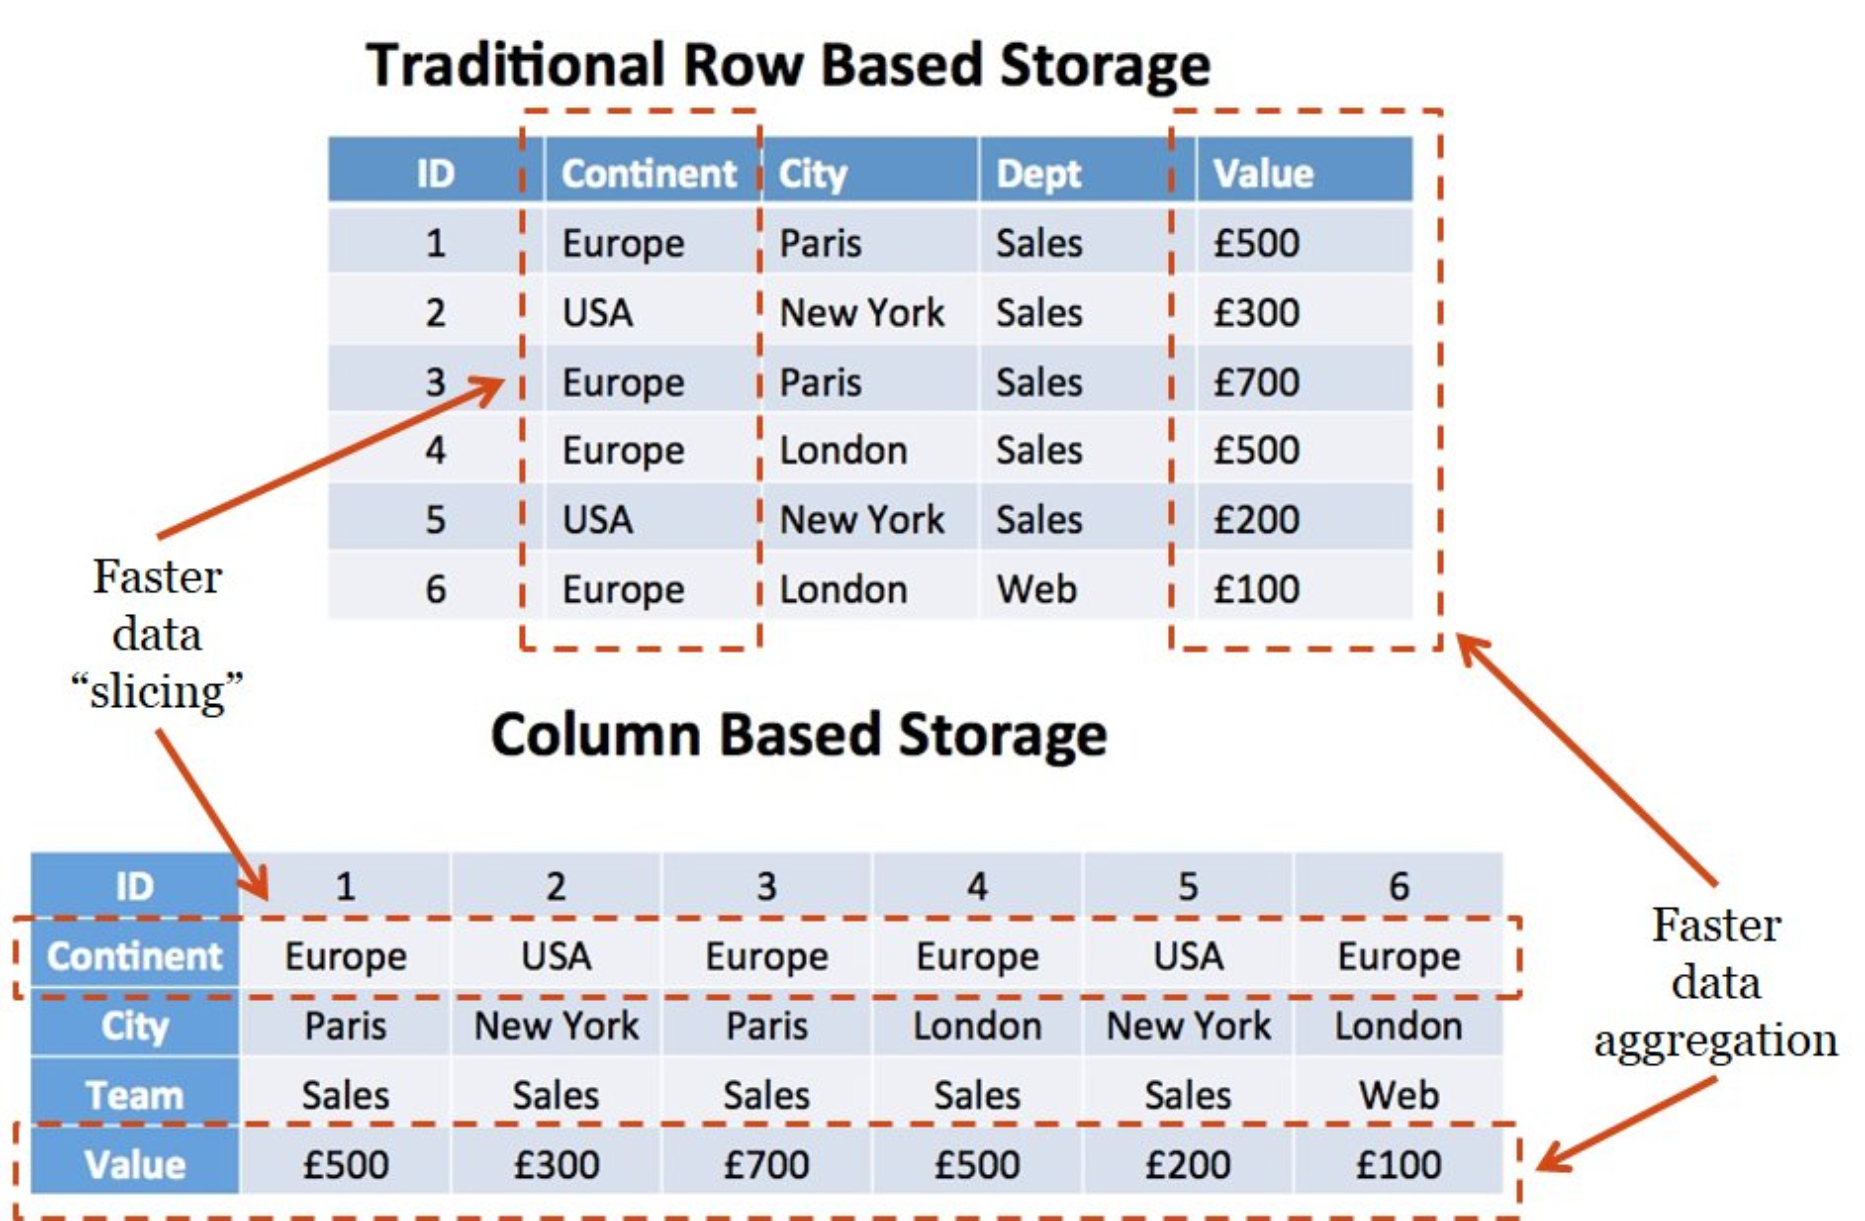 Traditional Row Based Storage
ID Continent City Dept Value
1 Europe Paris Sales £500
2 USA New York Sales £300
3 Europe Paris Sales £700
4 Europe London Sales £500
5 USA New York Sales £200
6 Europe London Web £100
Faster
data
“slicing”
Column Based Storage
ID 1 2 3 4 5 6
Continent Europe USA Europe Europe USA Europe
City Paris New York Paris London New York London
Team Sales Sales Sales Sales Sales Web
Value £500 £300 £700 £500 £200 £100
Faster
data
aggregation